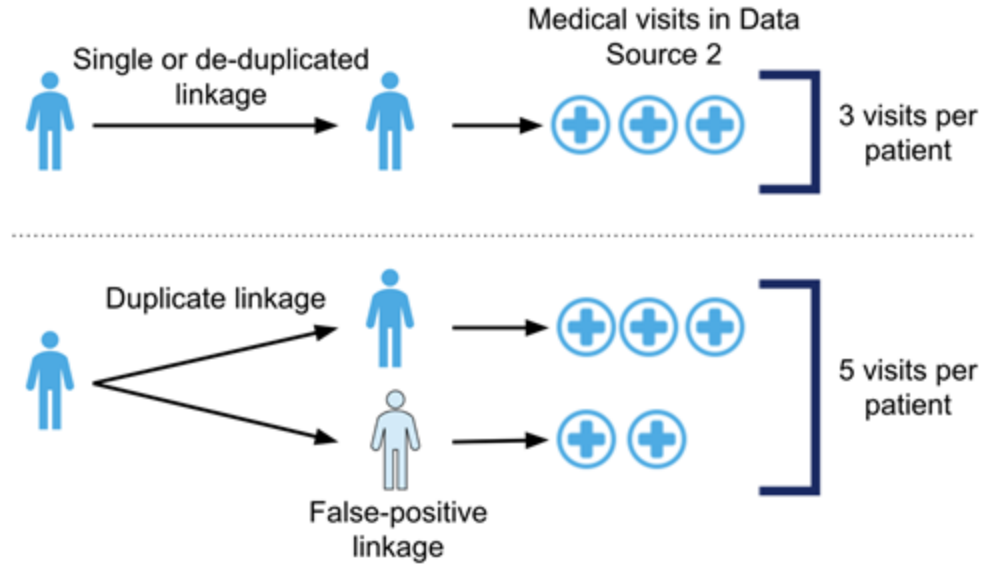 Medical visits in Data
Source 2
Single or de-duplicated
linkage
3 visits per
patient
Duplicate linkage
5 visits per
patient
False-positive
linkage